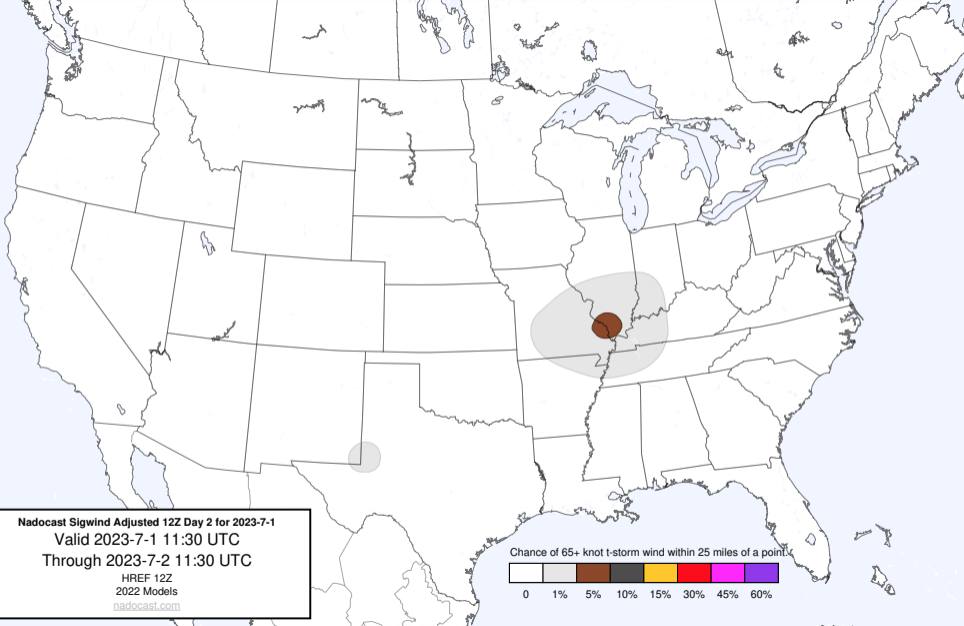 Nadocast Sigwind Adjusted 12Z Day 2 for 2023-7-1
Valid 2023-7-1 11:30 UTC
Through 2023-7-2 11:30 UTC
HREF 12Z
2022 Models
nadocast.com
Chance of 65+ knot t-storm wind within 25 miles of a point.
0 1% 5% 10% 15% 30% 45% 60%